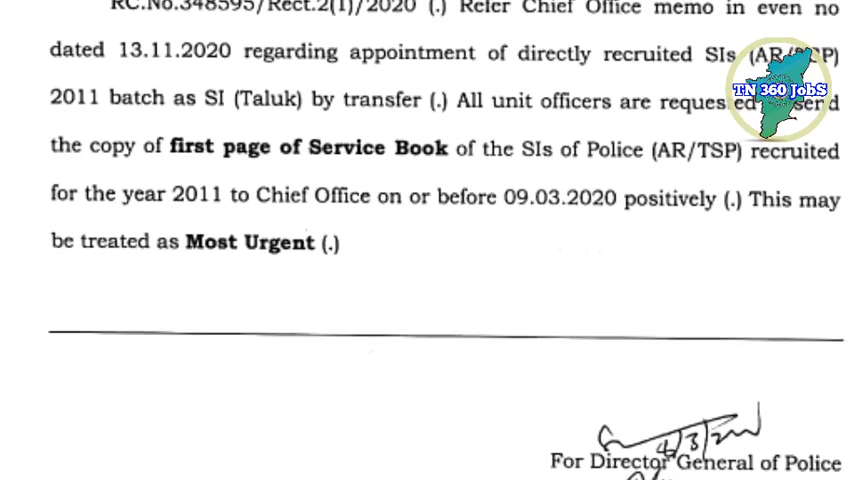 RC.No.348595/Rect.2(1)/2020 (.) Refer Chief Office memo in even no
dated 13.11.2020 regarding appointment of directly recruited SIs (AR/TSP)
2011 batch as SI (Taluk) by transfer (.) All unit officers are requested send
the copy of first page of Service Book of the SIs of Police (AR/TSP) recruited
for the year 2011 to Chief Office on or before 09.03.2020 positively (.) This may
be treated as Most Urgent (.)
TN 360 JobS
4/3/
For Director General of Police